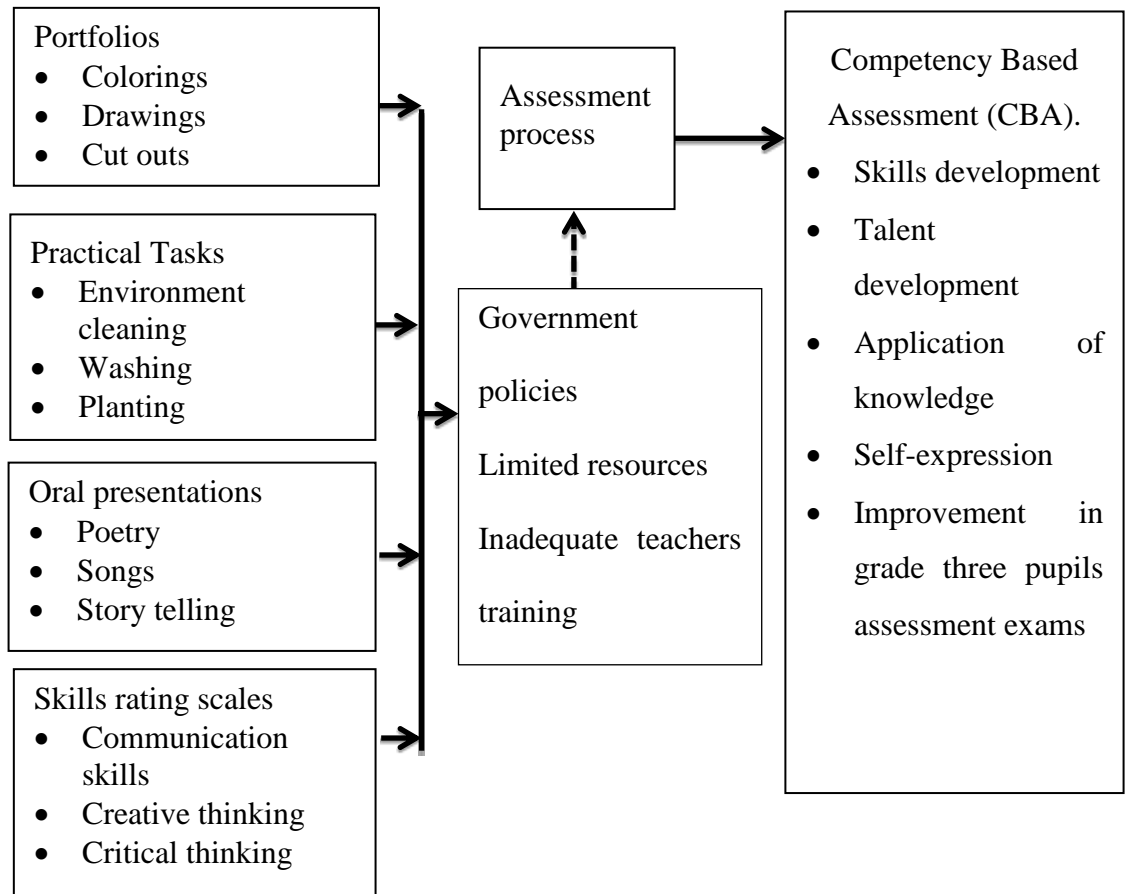 Portfolios
• Colorings
• Drawings
• Cut outs
Practical Tasks
• Environment
cleaning
• Washing
• Planting
Oral presentations
• Poetry
• Songs
• Story telling
Skills rating scales
• Communication
skills
• Creative thinking
• Critical thinking
Assessment
process
Government
policies
Limited resources
Inadequate teachers
training
Competency Based
Assessment (CBA).
• Skills development
• Talent
development
• Application of
knowledge
• Self-expression
• Improvement in
grade three pupils
assessment exams